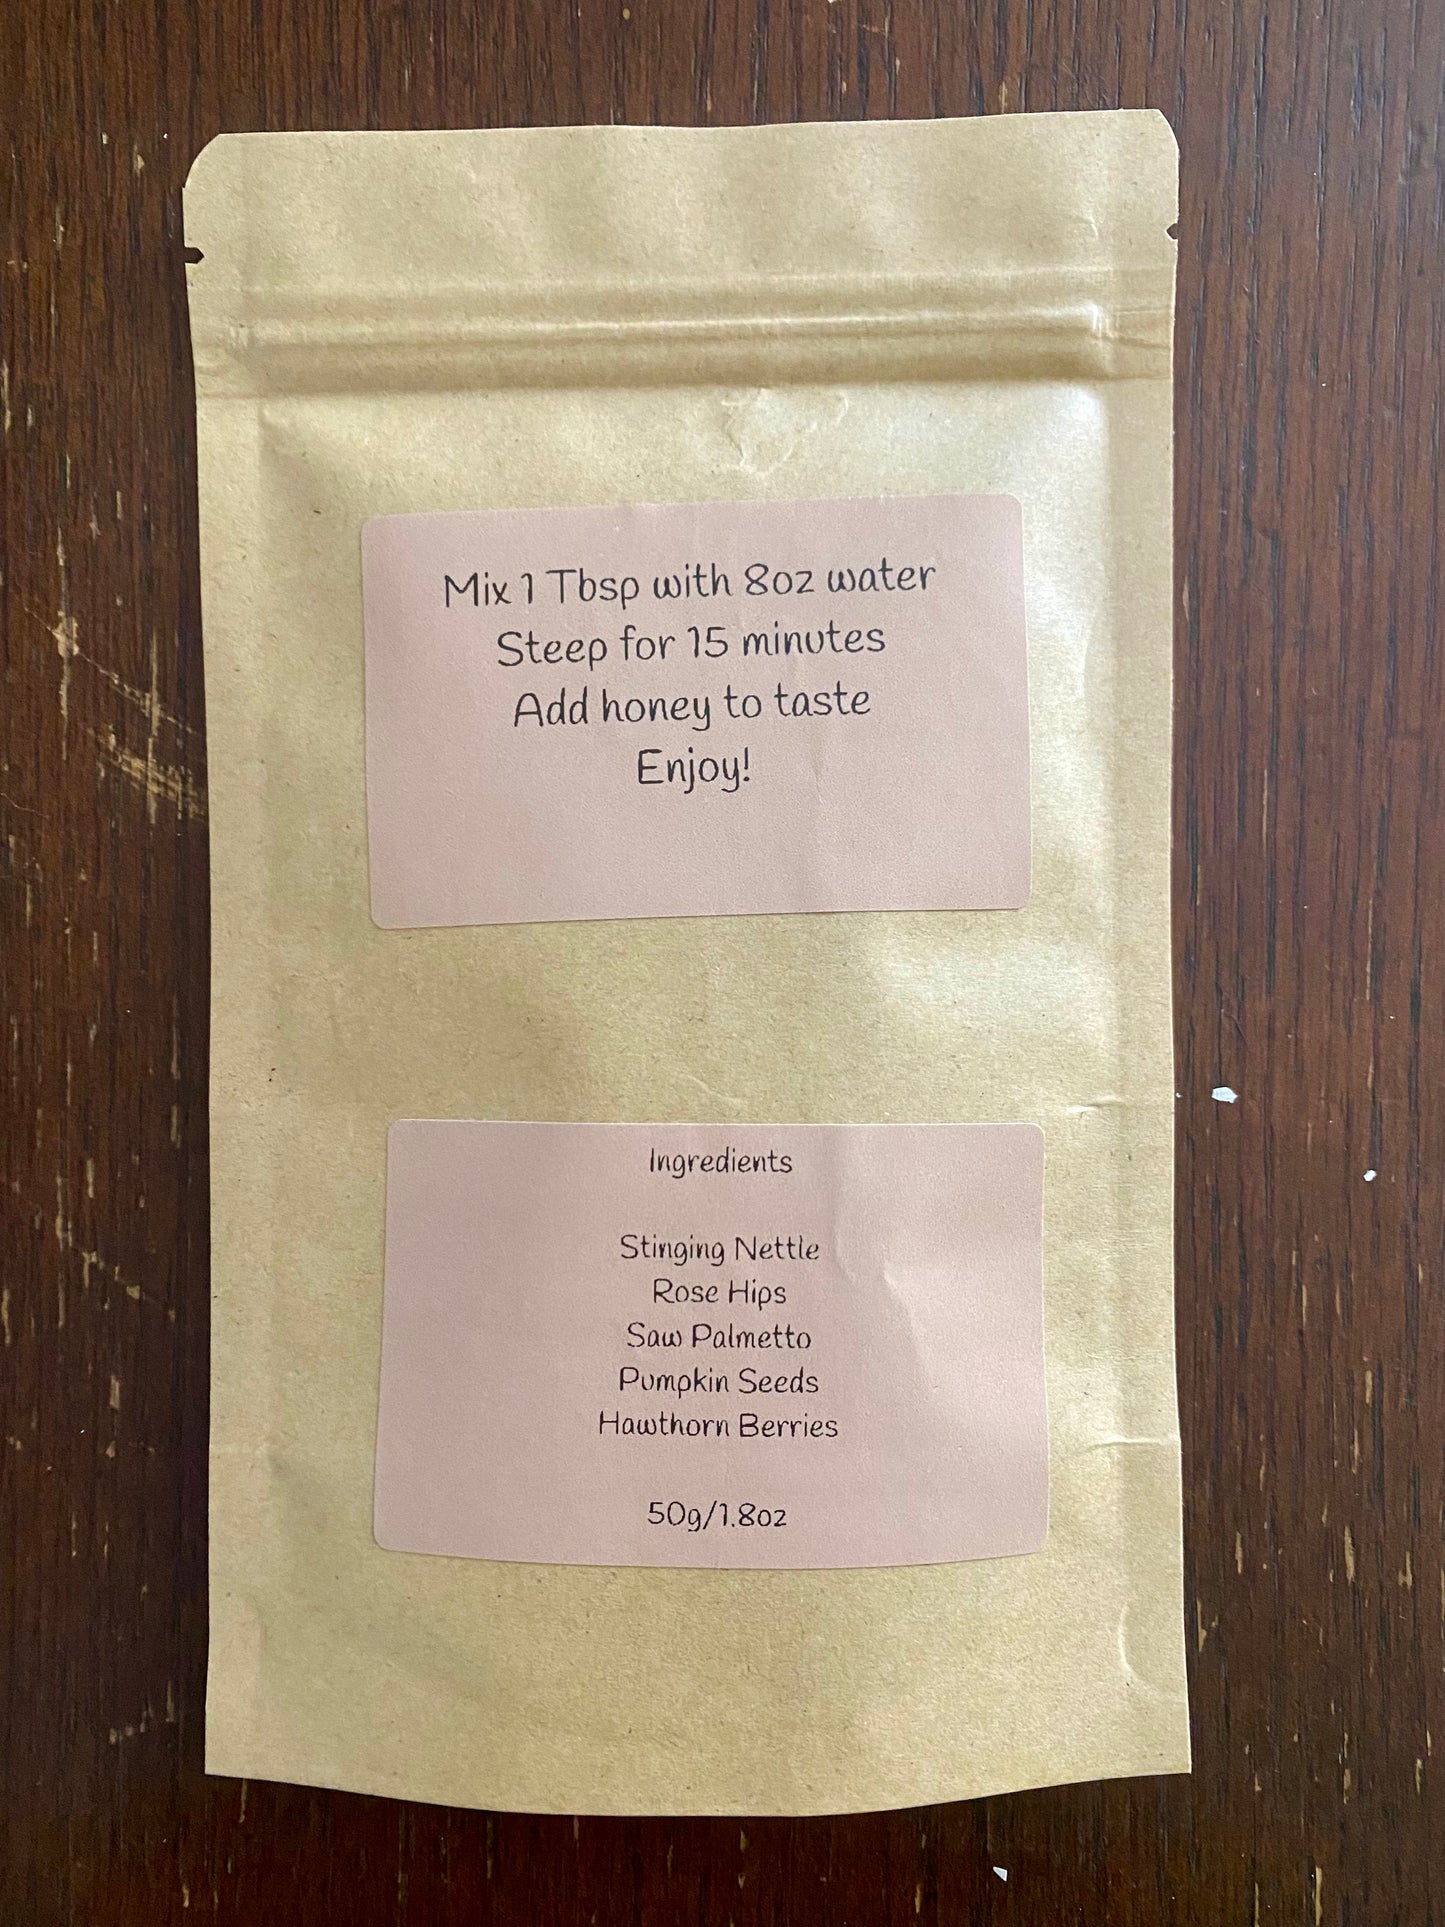 Mix 1 Tbsp with 8oz water
Steep for 15 minutes
Add honey to taste
Enjoy!
Ingredients
Stinging Nettle
Rose Hips
Saw Palmetto
Pumpkin Seeds
Hawthorn Berries
50g/1.8oz